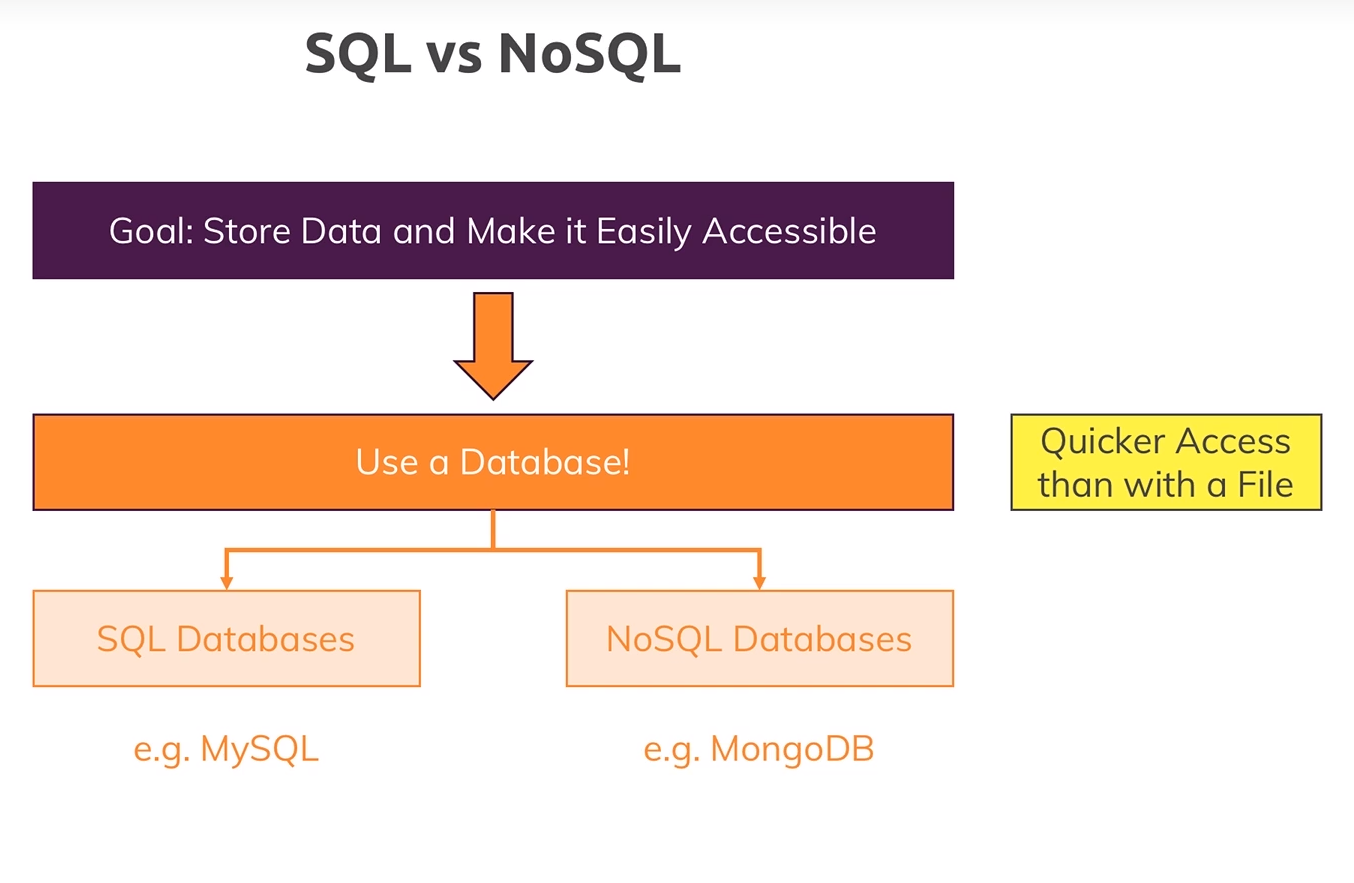 SQL vs NoSQL
Goal: Store Data and Make it Easily Accessible
Use a Database!
Quicker Access
than with a File
SQL Databases
NoSQL Databases
e.g. MySQL
e.g. MongoDB